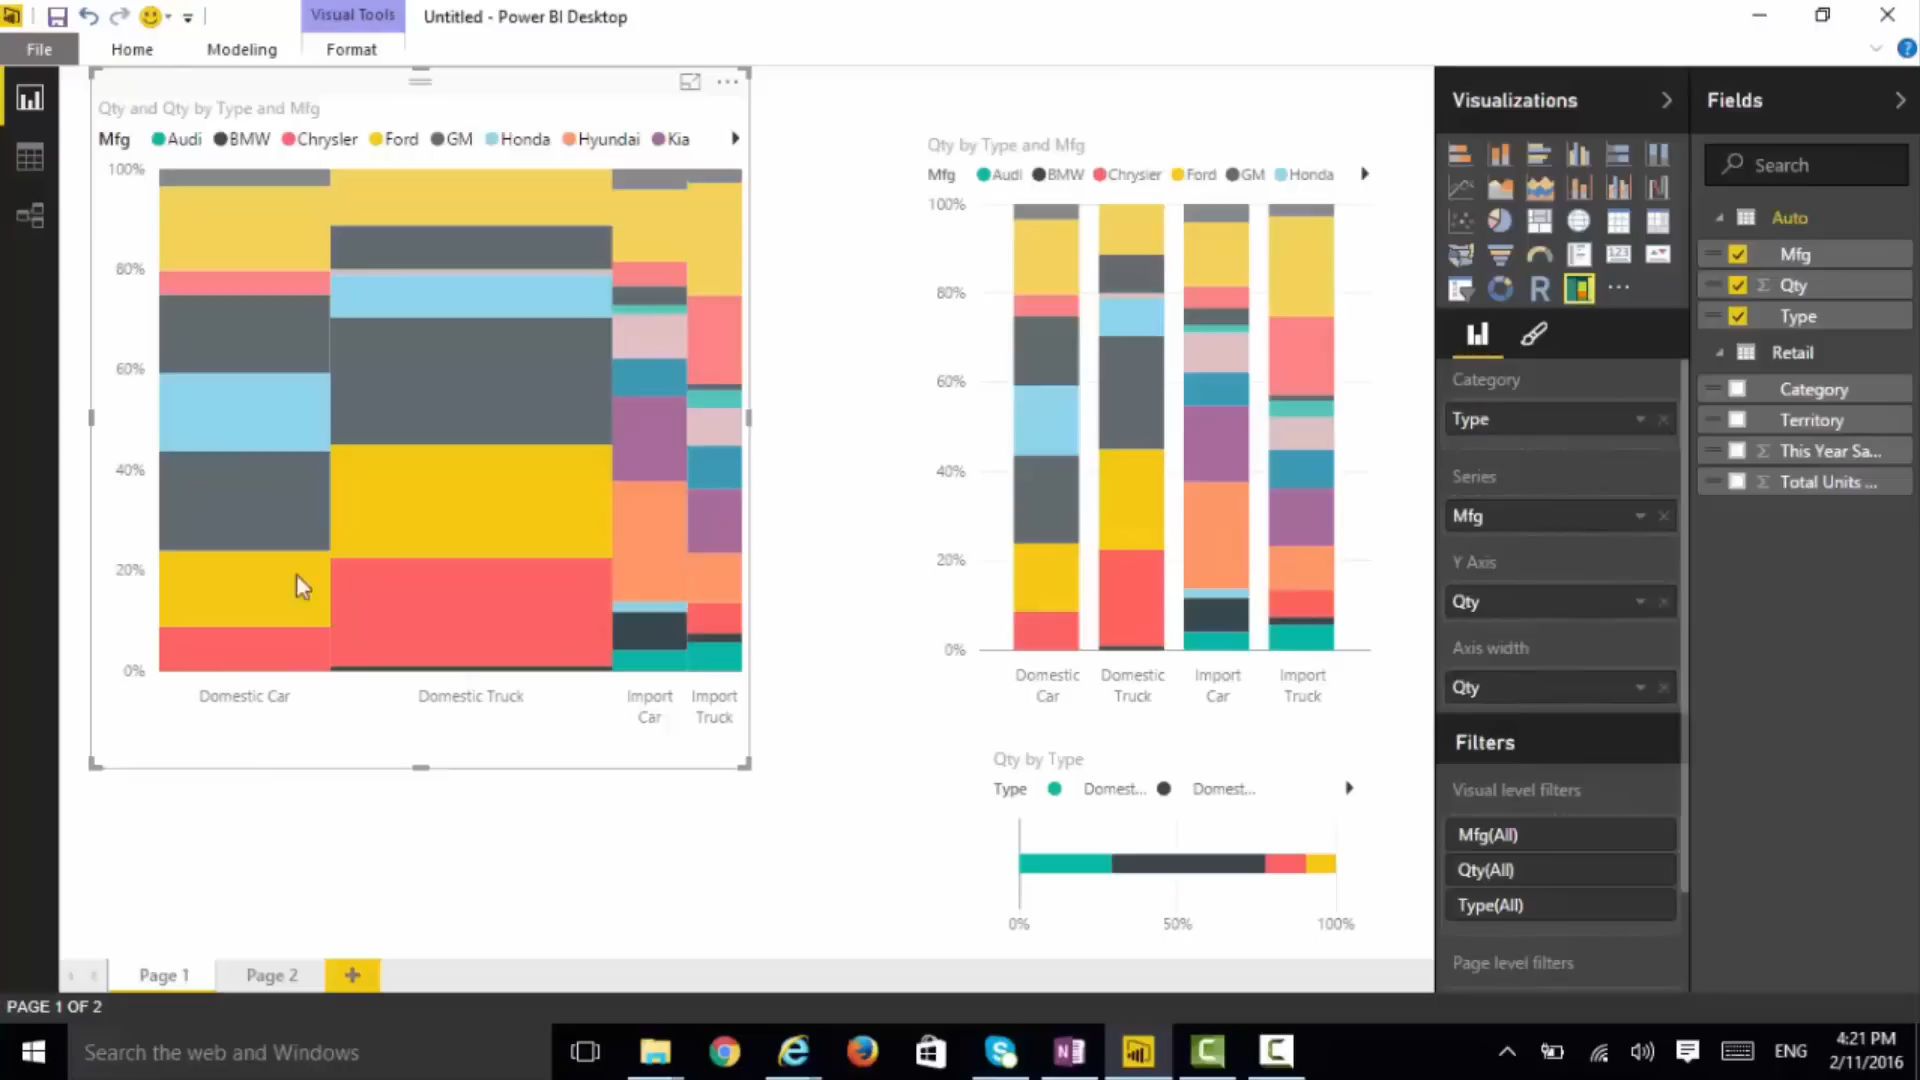 Visual Tools
Untitled - Power BI Desktop
File
Home
Modeling
Format
Qty and Qty by Type and Mfg
Mfg Audi BMW Chrysler Ford GM Honda Hyundai Kia
100%
80%
60%
40%
20%
0%
Domestic Car
Domestic Truck
Import
Car
Import
Truck
Qty by Type and Mfg
Mfg Audi BMW Chrysler Ford GM Honda
100%
80%
60%
40%
20%
0%
Domestic
Car
Domestic
Truck
Import
Car
Import
Truck
Qty by Type
Type Domest... Domest...
0%
50%
100%
Visualizations
R
123
Category
Type
Series
Mfg
Y Axis
Qty
Axis width
Qty
Filters
Visual level filters
Mfg(All)
Qty(All)
Type(All)
Page level filters
Fields
Search
Auto
Mfg
Σ Qty
Type
Retail
Category
Territory
Σ This Year Sa...
Σ Total Units ...
Page 1
Page 2
+
PAGE 1 OF 2
Search the web and Windows
ENG
4:21 PM
2/11/2016